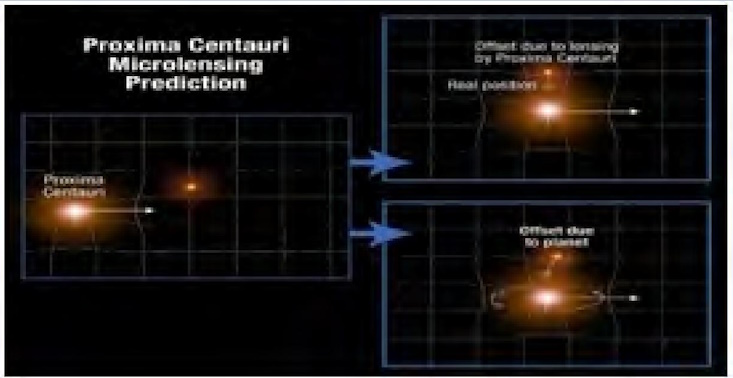 Proxima Centauri
Microlensing
Prediction
Proxima
Centauri
Offset due to lensing
by Proxima Centauri
Real position
Offset due
to planet